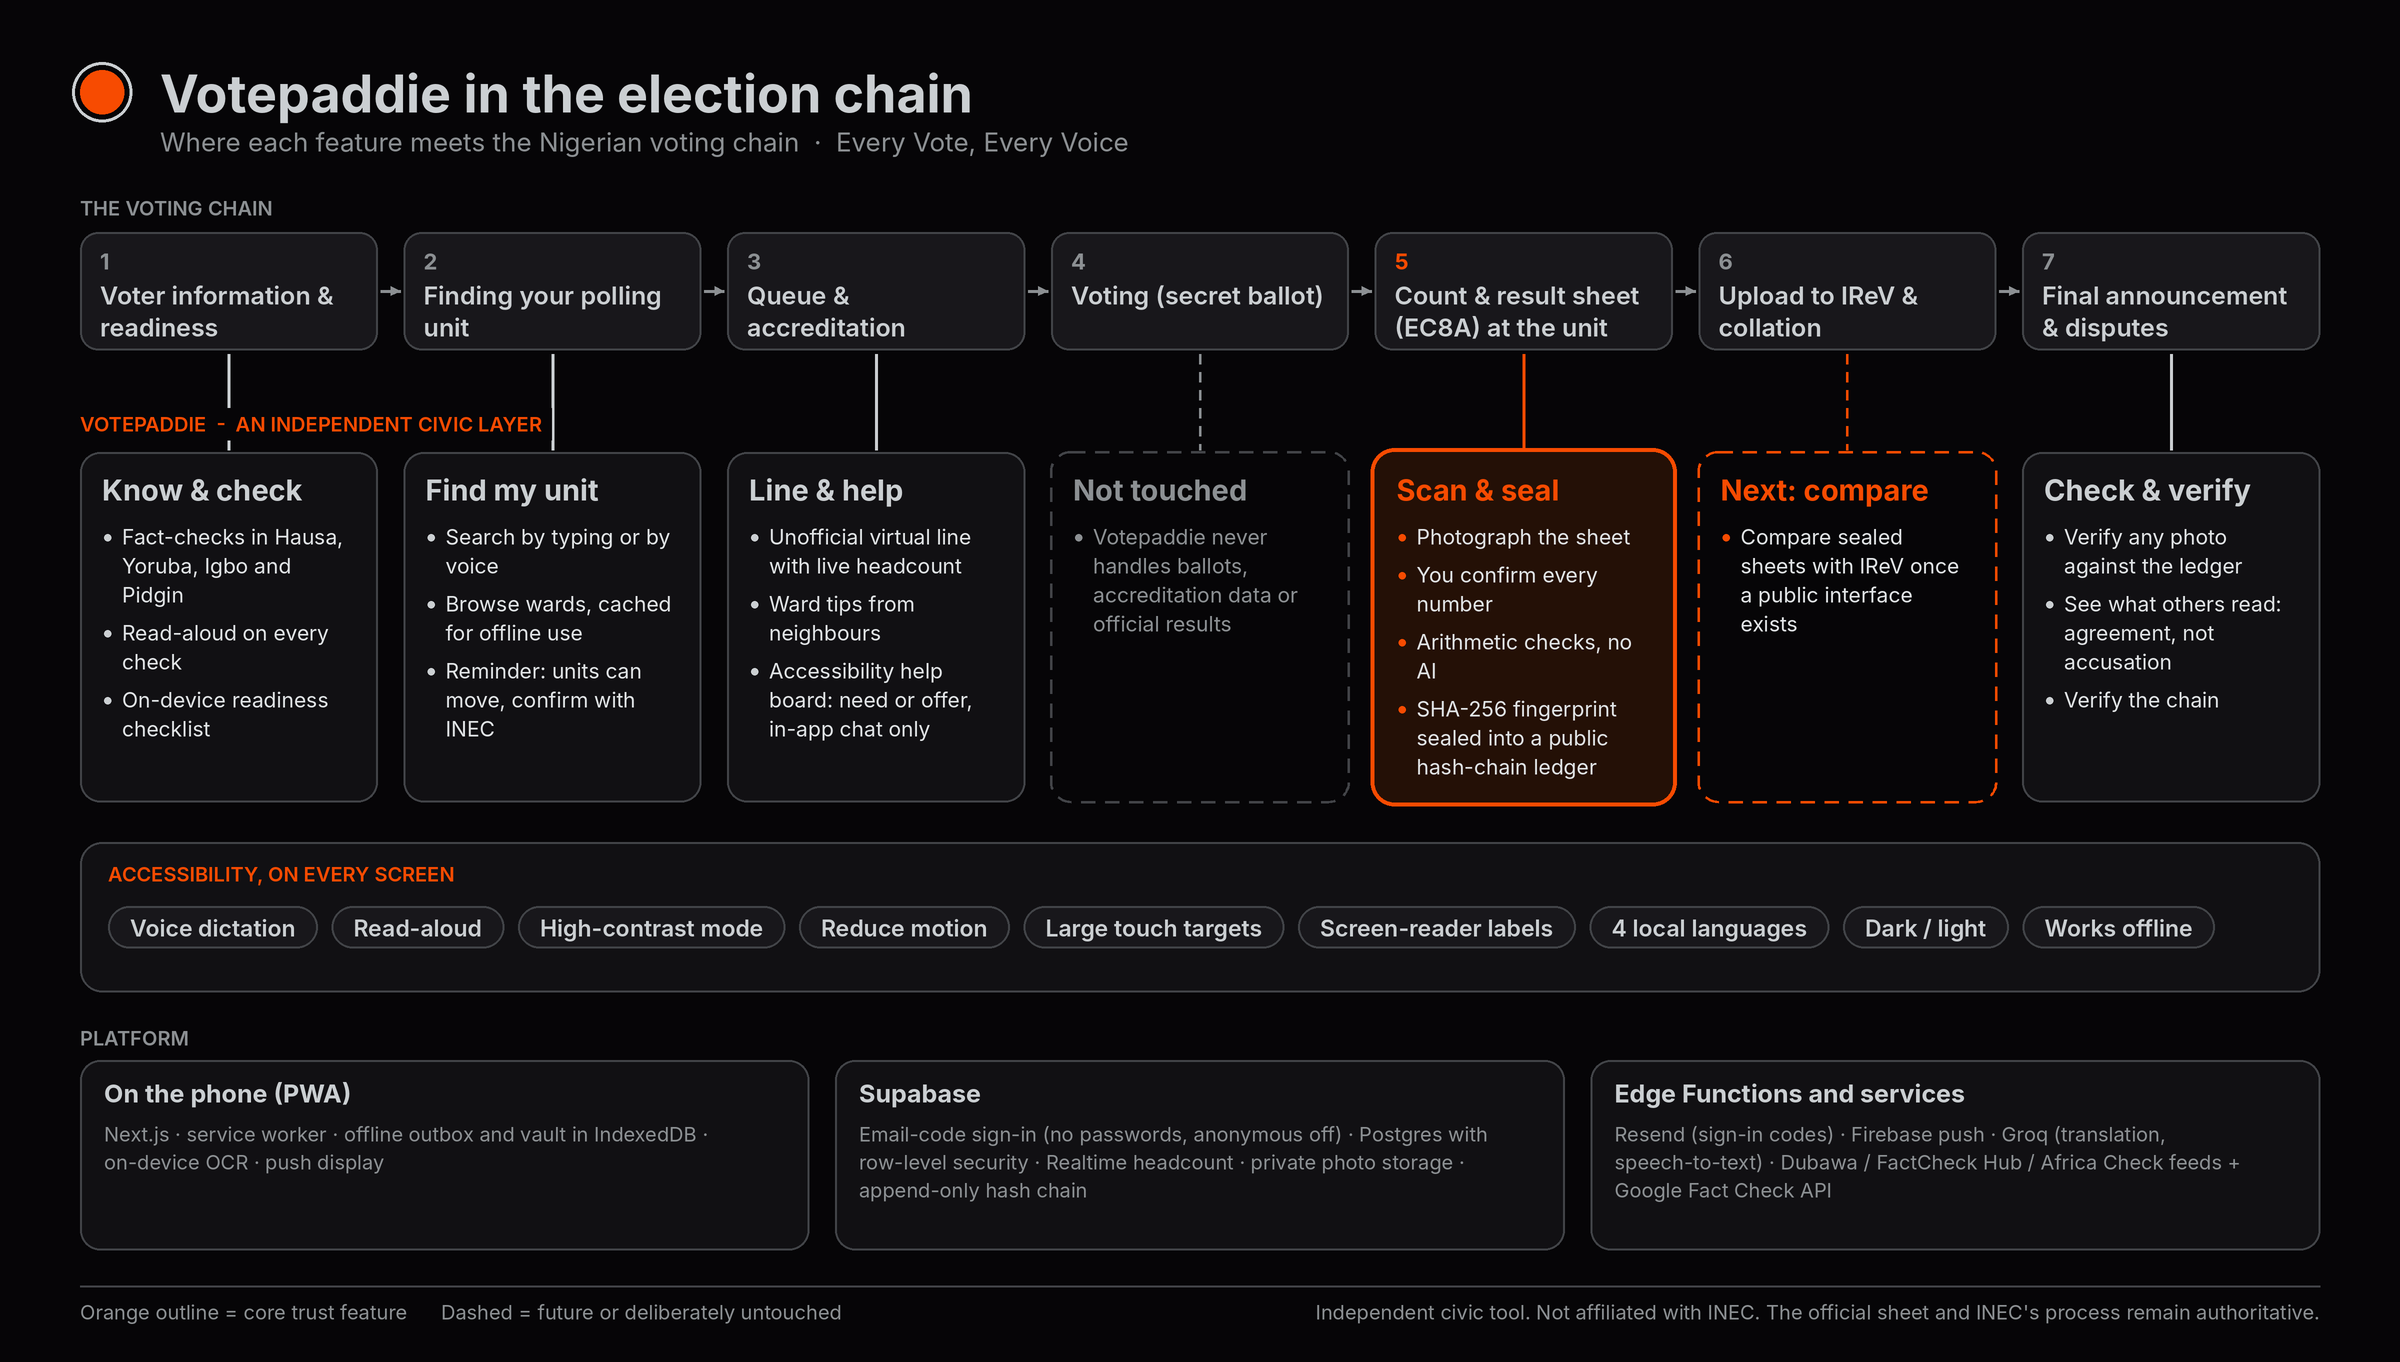 Votepaddie in the election chain
Where each feature meets the Nigerian voting chain · Every Vote, Every Voice
THE VOTING CHAIN
1
Voter information &
readiness
2
Finding your polling
unit
3
Queue &
accreditation
4
Voting (secret ballot)
5
Count & result sheet
(EC8A) at the unit
6
Upload to IReV &
collation
7
Final announcement
& disputes
VOTEPADDIE - AN INDEPENDENT CIVIC LAYER
Know & check
• Fact-checks in Hausa,
Yoruba, Igbo and
Pidgin
• Read-aloud on every
check
• On-device readiness
checklist
Find my unit
• Search by typing or by
voice
• Browse wards, cached
for offline use
• Reminder: units can
move, confirm with
INEC
Line & help
• Unofficial virtual line
with live headcount
• Ward tips from
neighbours
• Accessibility help
board: need or offer,
in-app chat only
Not touched
• Votepaddie never
handles ballots,
accreditation data or
official results
Scan & seal
• Photograph the sheet
• You confirm every
number
• Arithmetic checks, no
AI
• SHA-256 fingerprint
sealed into a public
hash-chain ledger
Next: compare
• Compare sealed
sheets with IReV once
a public interface
exists
Check & verify
• Verify any photo
against the ledger
• See what others read:
agreement, not
accusation
• Verify the chain
ACCESSIBILITY, ON EVERY SCREEN
Voice dictation
Read-aloud
High-contrast mode
Reduce motion
Large touch targets
Screen-reader labels
4 local languages
Dark / light
Works offline
PLATFORM
On the phone (PWA)
Next.js · service worker · offline outbox and vault in IndexedDB ·
on-device OCR · push display
Supabase
Email-code sign-in (no passwords, anonymous off) · Postgres with
row-level security · Realtime headcount · private photo storage ·
append-only hash chain
Edge Functions and services
Resend (sign-in codes) · Firebase push · Groq (translation,
speech-to-text) · Dubawa / FactCheck Hub / Africa Check feeds +
Google Fact Check API
Orange outline = core trust feature Dashed = future or deliberately untouched
Independent civic tool. Not affiliated with INEC. The official sheet and INEC's process remain authoritative.